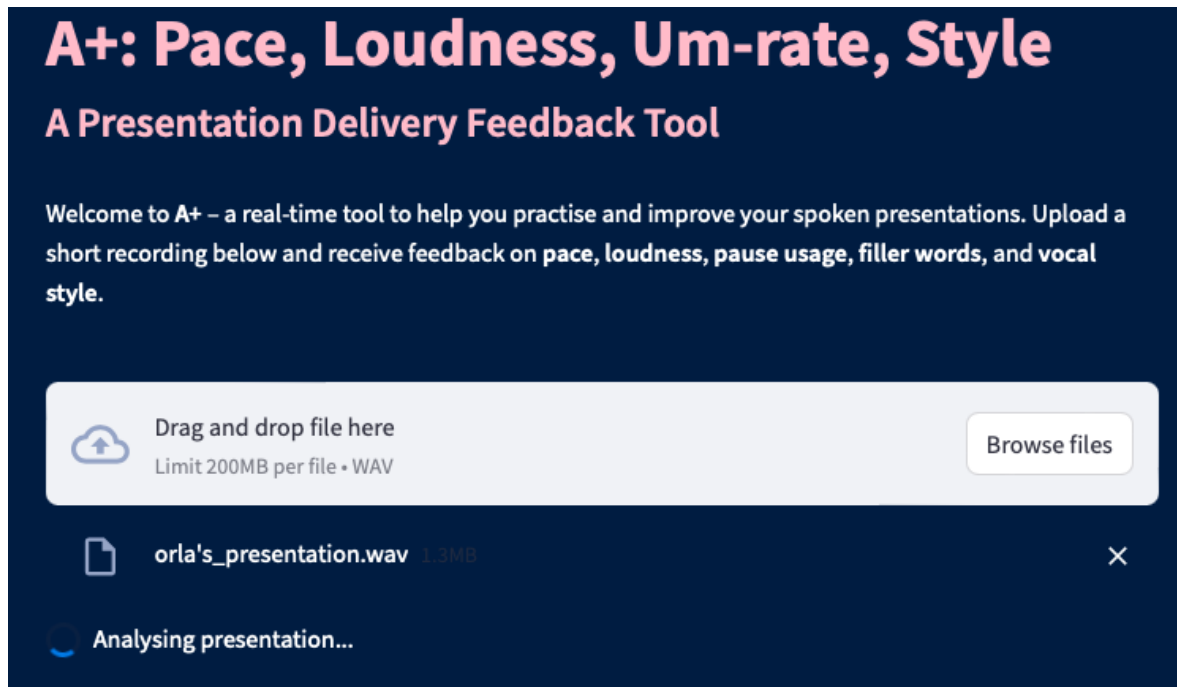 A+: Pace, Loudness, Um-rate, Style
A Presentation Delivery Feedback Tool
Welcome to A+ – a real-time tool to help you practise and improve your spoken presentations. Upload a
short recording below and receive feedback on pace, loudness, pause usage, filler words, and vocal
style.
Drag and drop file here
Limit 200MB per file • WAV
Browse files
orla's_presentation.wav 1.3MB
Analysing presentation...